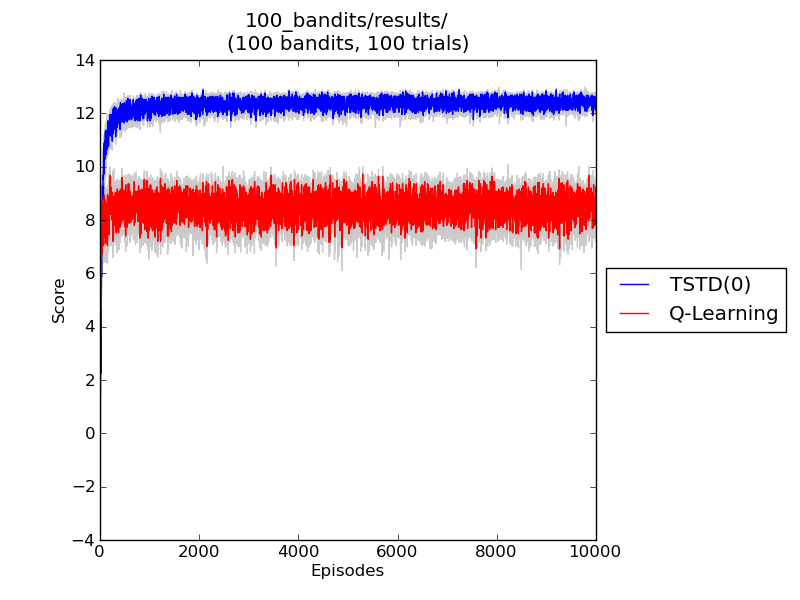 100_bandits/results/
(100 bandits, 100 trials)
14
12
10
8
6
4
2
0
−2
−4
Score
0 2000 4000 6000 8000 10000
Episodes
TSTD(0)
Q-Learning